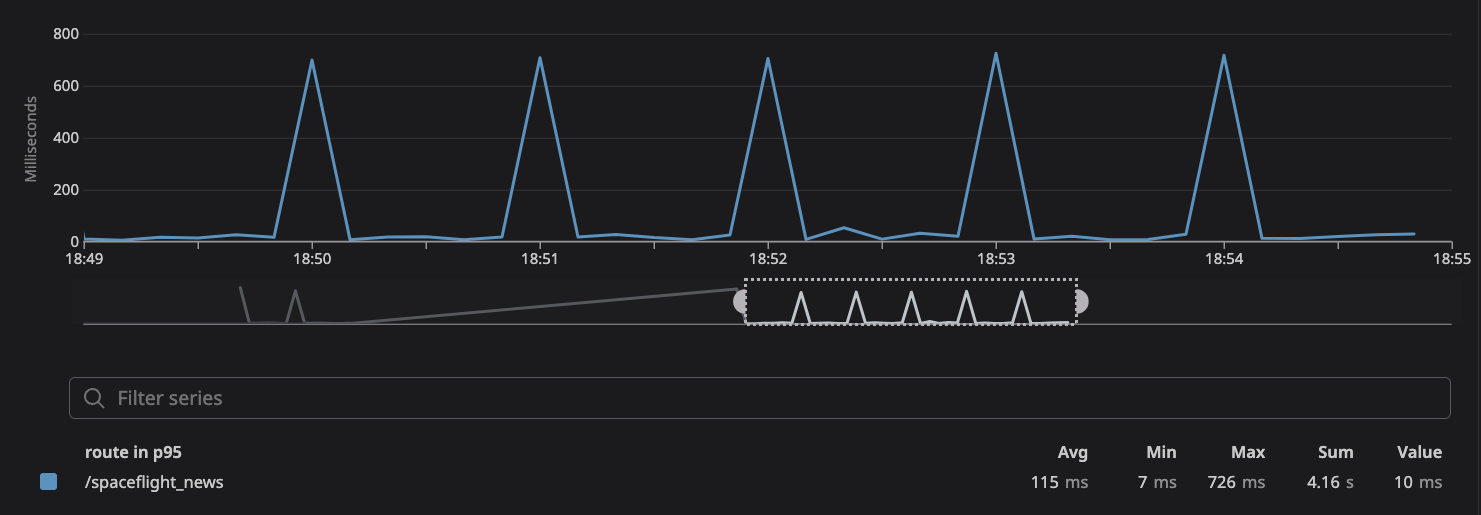 800
600
400
200
0
Milliseconds
18:49 18:50 18:51 18:52 18:53 18:54 18:55
Filter series
route in p95 Avg Min Max Sum Value
/spaceflight_news 115 ms 7 ms 726 ms 4.16 s 10 ms